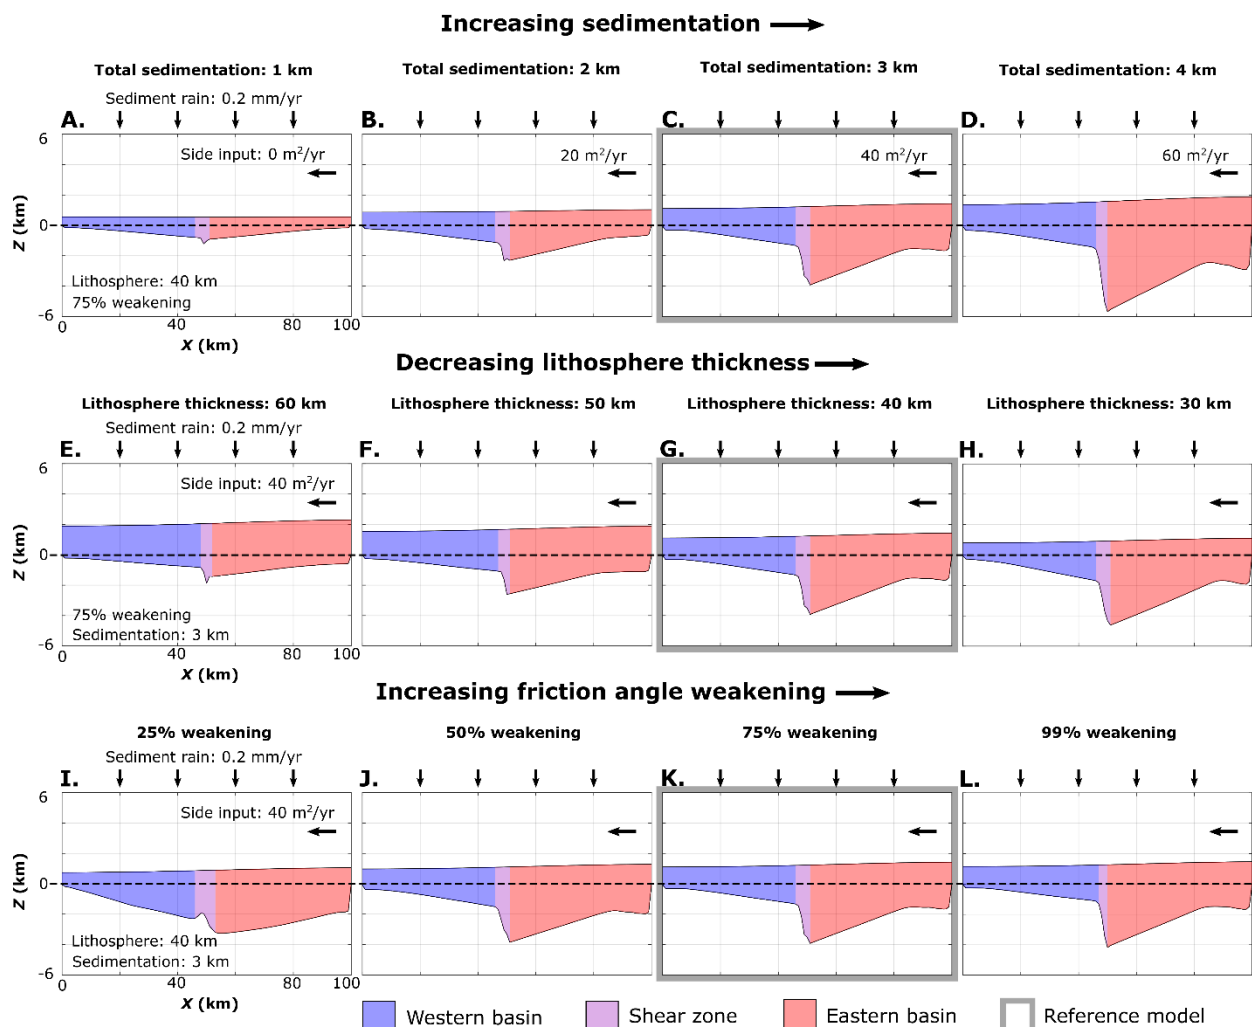 Increasing sedimentation
Total sedimentation: 1 km
Total sedimentation: 2 km
Total sedimentation: 3 km
Total sedimentation: 4 km
Sediment rain: 0.2 mm/yr
A.
B.
C.
D.
6
Side input: 0 m²/yr
20 m²/yr
40 m²/yr
60 m²/yr
Z (km)
0
Lithosphere: 40 km
75% weakening
-6
0
40
80
100
X (km)
Decreasing lithosphere thickness
Lithosphere thickness: 60 km
Lithosphere thickness: 50 km
Lithosphere thickness: 40 km
Lithosphere thickness: 30 km
Sediment rain: 0.2 mm/yr
E.
F.
G.
H.
6
Side input: 40 m²/yr
Z (km)
0
75% weakening
Sedimentation: 3 km
-6
0
40
80
100
X (km)
Increasing friction angle weakening
25% weakening
50% weakening
75% weakening
99% weakening
Sediment rain: 0.2 mm/yr
I.
J.
K.
L.
6
Side input: 40 m²/yr
Z (km)
0
Lithosphere: 40 km
Sedimentation: 3 km
-6
0
40
80
100
X (km)
Western basin
Shear zone
Eastern basin
Reference model